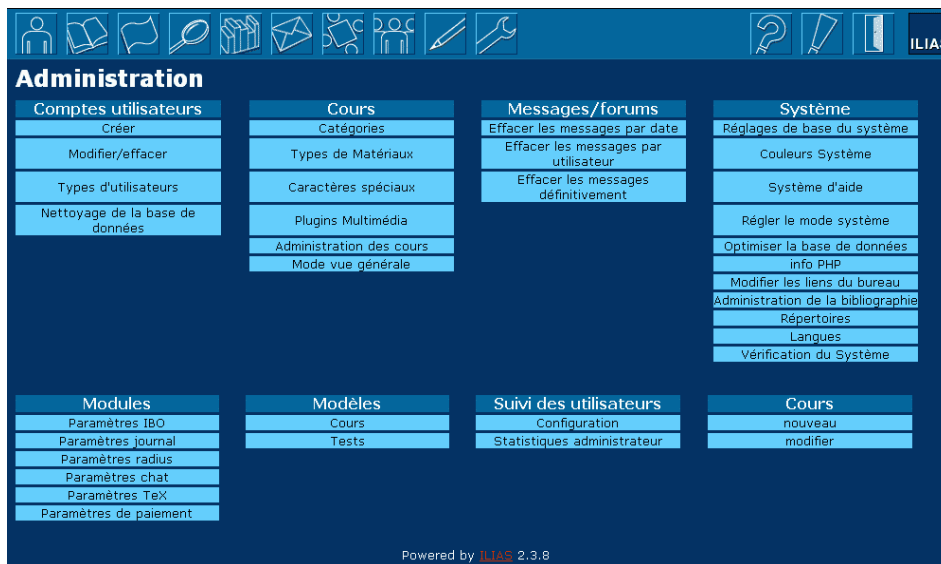 ILIAS
Administration
Comptes utilisateurs
Créer
Modifier/effacer
Types d'utilisateurs
Nettoyage de la base de
données
Cours
Catégories
Types de Matériaux
Caractères spéciaux
Plugins Multimédia
Administration des cours
Mode vue générale
Messages/forums
Effacer les messages par date
Effacer les messages par
utilisateur
Effacer les messages
définitivement
Système
Réglages de base du système
Couleurs Système
Système d'aide
Régler le mode système
Optimiser la base de données
info PHP
Modifier les liens du bureau
Administration de la bibliographie
Répertoires
Langues
Vérification du Système
Modules
Paramètres IBO
Paramètres journal
Paramètres radius
Paramètres chat
Paramètres TeX
Paramètres de paiement
Modèles
Cours
Tests
Suivi des utilisateurs
Configuration
Statistiques administrateur
Cours
nouveau
modifier
Powered by ILIAS 2.3.8